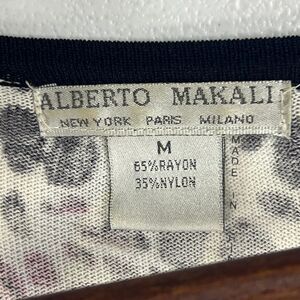 ALBERTO MAKALI
NEW YORK PARIS MILANO
M
65%RAYON
35%NYLON
MADE IN